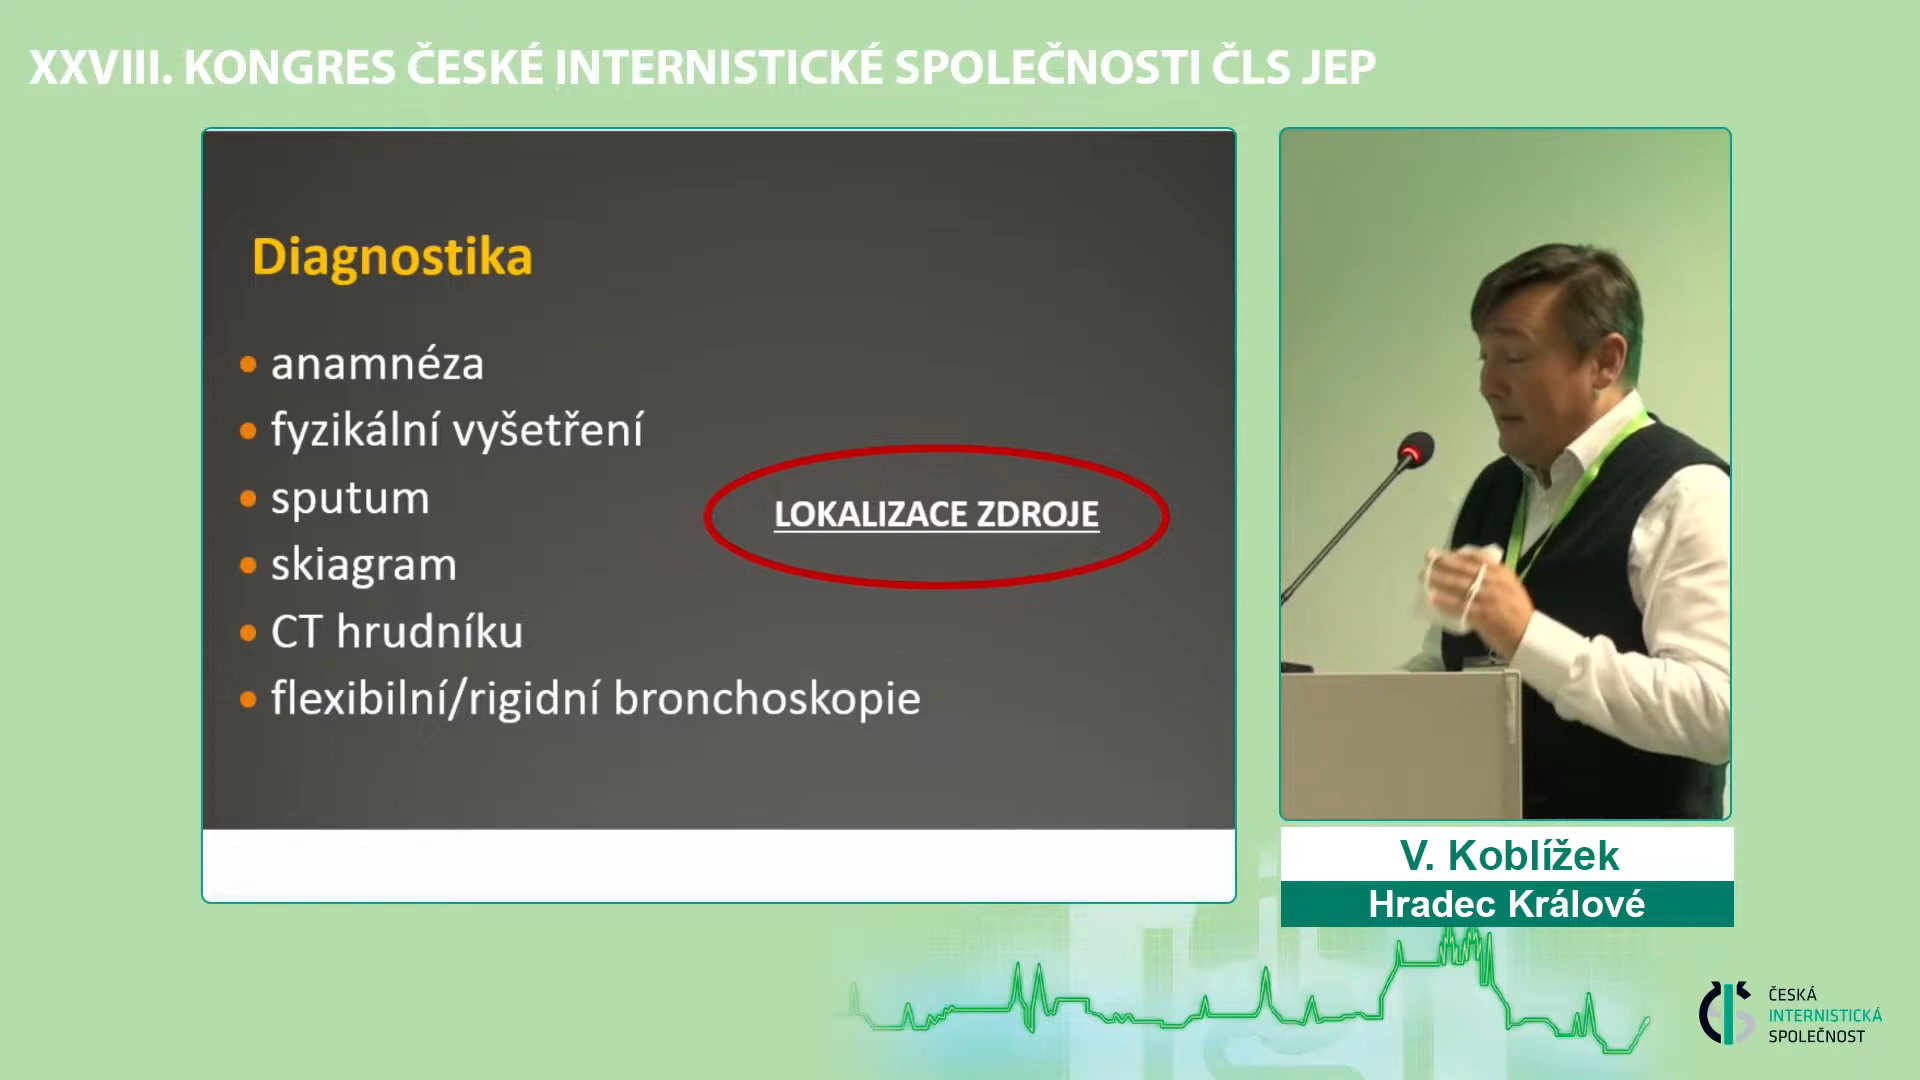 XXVIII. KONGRES ČESKÉ INTERNISTICKÉ SPOLEČNOSTI ČLS JEP
Diagnostika
• anamnéza
• fyzikální vyšetření
• sputum
• skiagram
• CT hrudníku
• flexibilní/rigidní bronchoskopie
LOKALIZACE ZDROJE
V. Koblížek
Hradec Králové
ČESKÁ
INTERNISTICKÁ
SPOLEČNOST